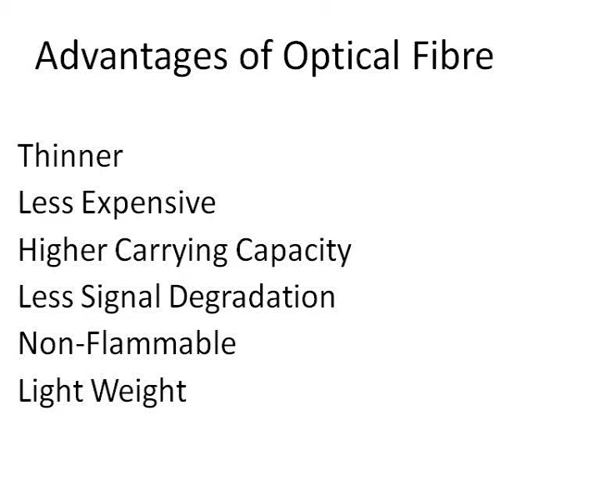 Advantages of Optical Fibre
Thinner
Less Expensive
Higher Carrying Capacity
Less Signal Degradation
Non-Flammable
Light Weight